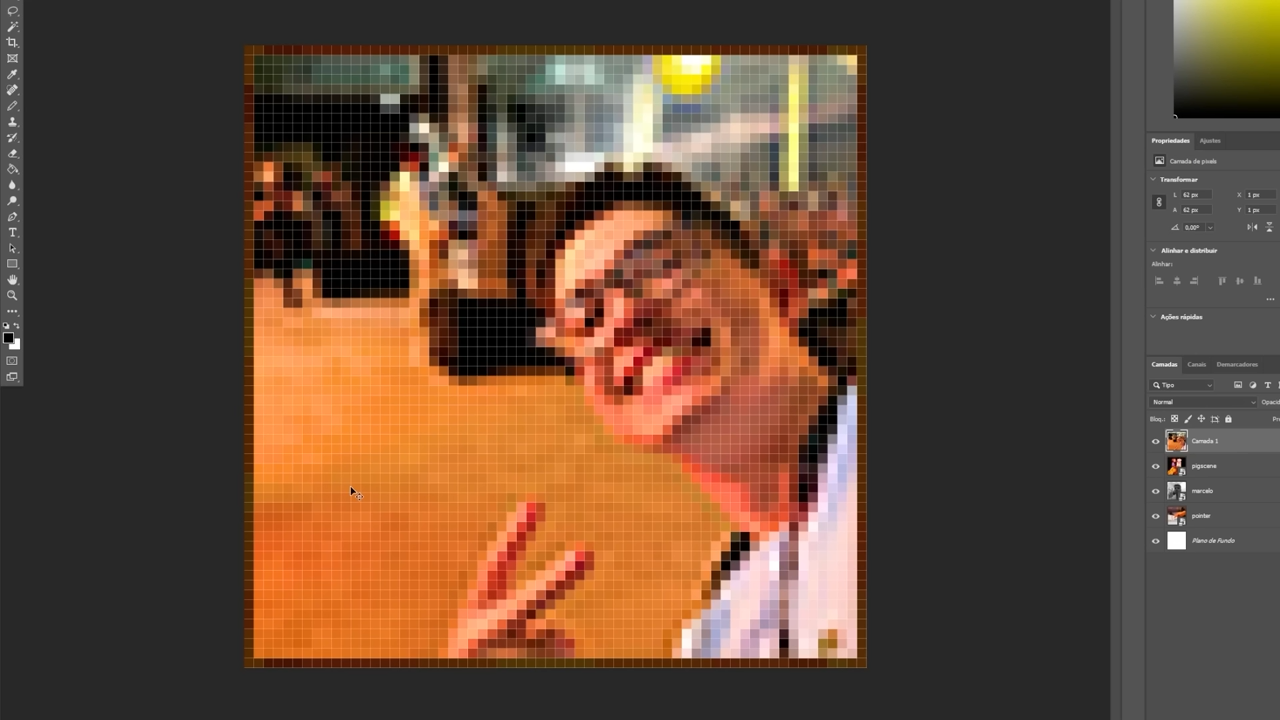 T
Propriedades Ajustes
Camada de pixels
Transformar
L 62 px X 1 px
A 62 px Y 1 px
0,00°
Alinhar e distribuir
Alinhar:
Ações rápidas
Camadas Canais Demarcadores
Tipo T
Normal Opacid
Bloq.:
Camada 1
pigscene
marcelo
pointer
Plano de Fundo